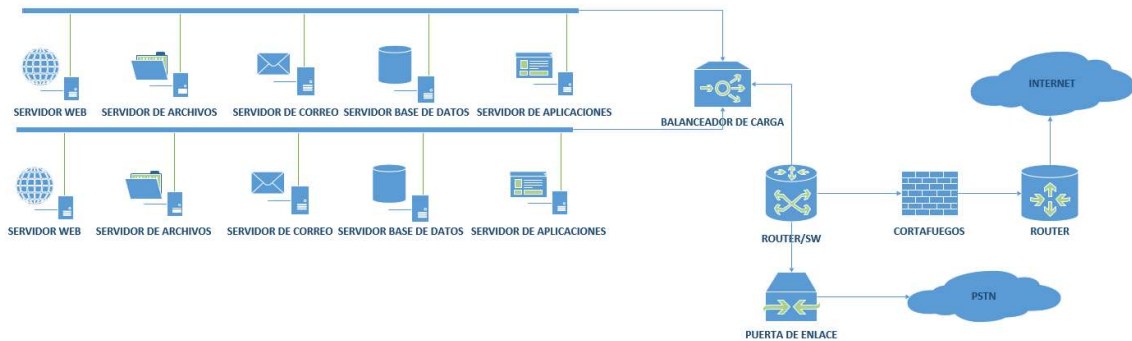 SERVIDOR WEB
SERVIDOR DE ARCHIVOS
SERVIDOR DE CORREO
SERVIDOR BASE DE DATOS
SERVIDOR DE APLICACIONES
BALANCEADOR DE CARGA
INTERNET
SERVIDOR WEB
SERVIDOR DE ARCHIVOS
SERVIDOR DE CORREO
SERVIDOR BASE DE DATOS
SERVIDOR DE APLICACIONES
ROUTER/SW
CORTAFUEGOS
ROUTER
PUERTA DE ENLACE
PSTN